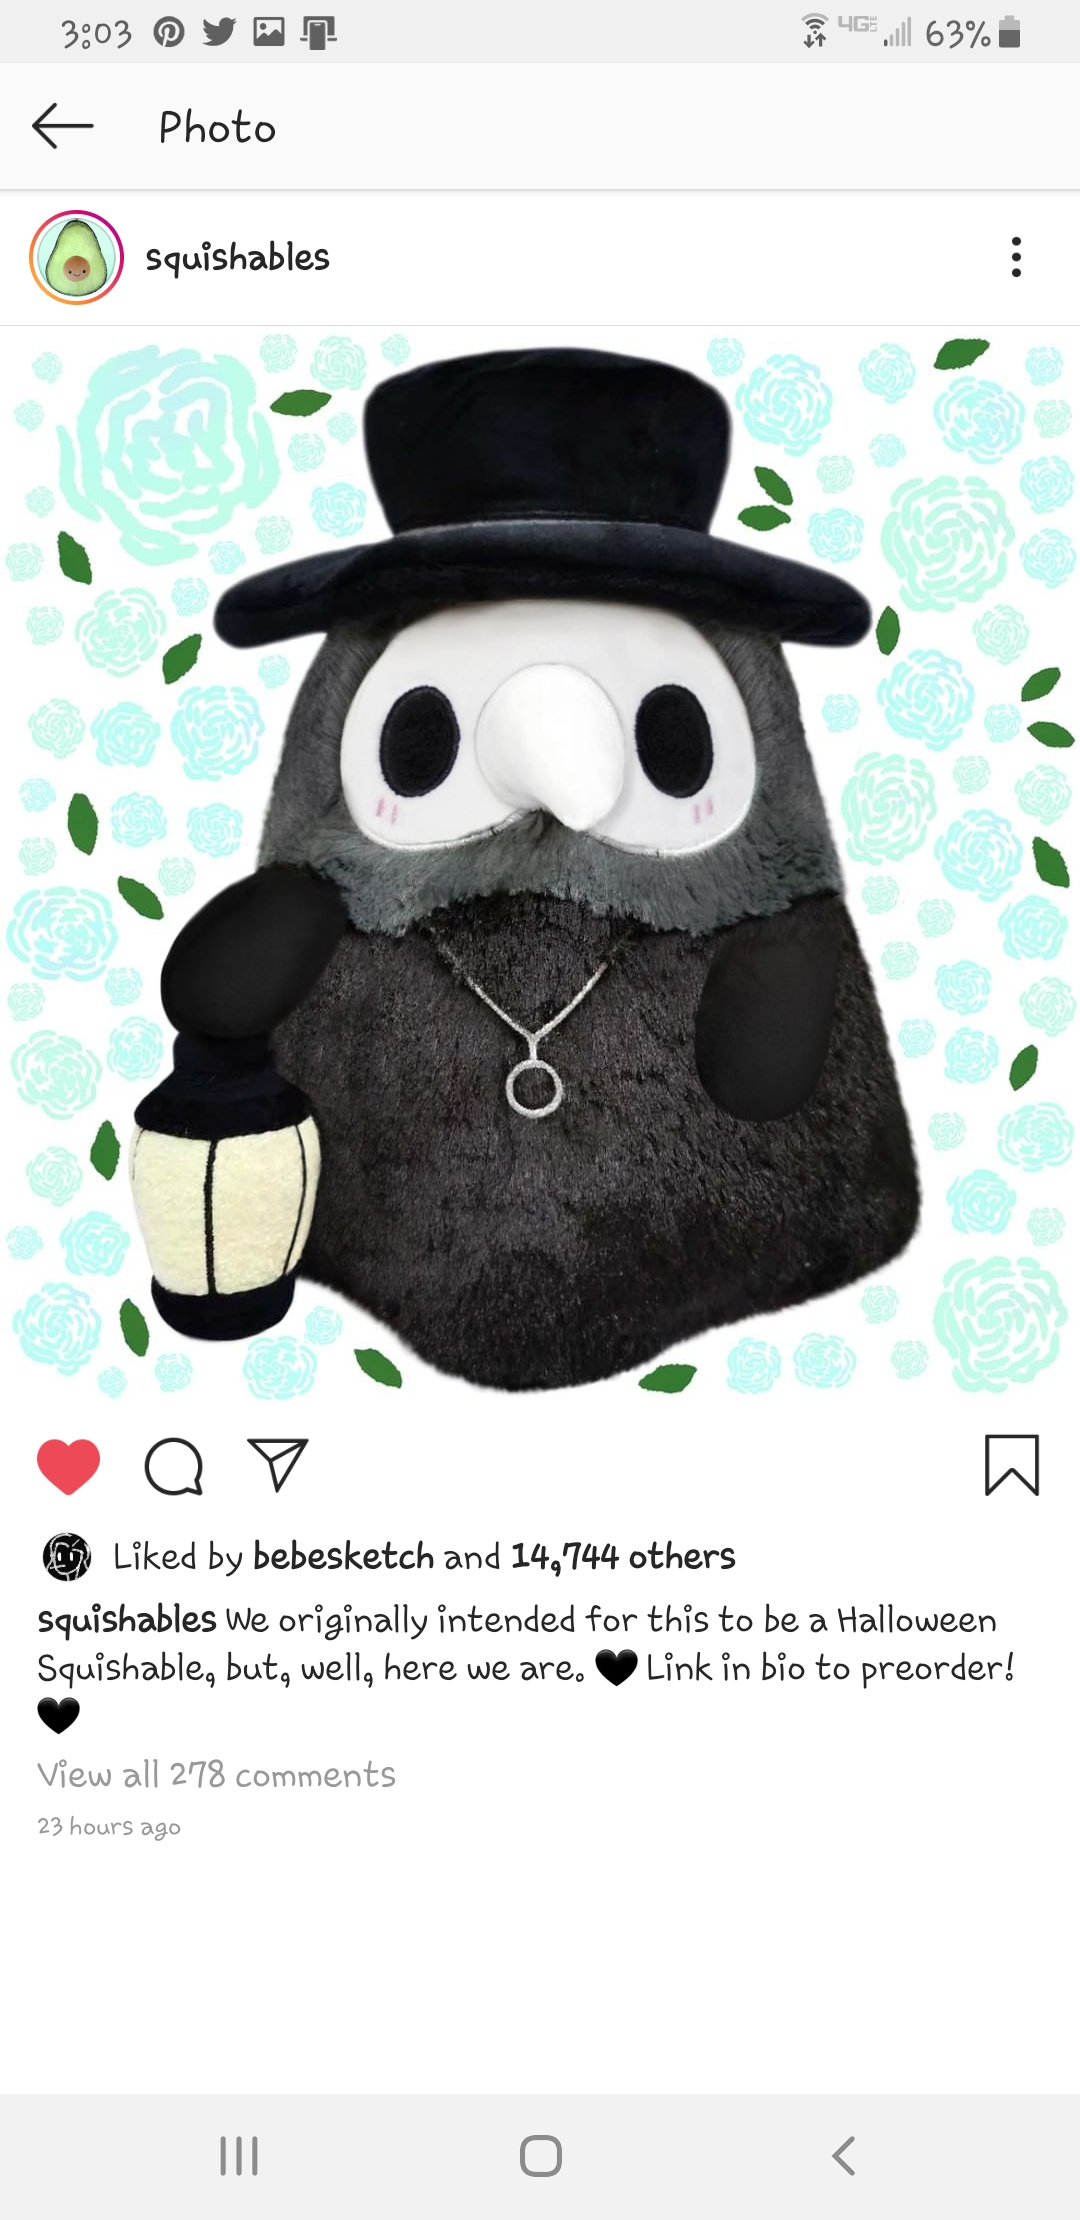 3:03 4G LTE 63%
Photo
squishables
Liked by bebesketch and 14,744 others
squishables We originally intended for this to be a Halloween
Squishable, but, well, here we are. 🖤 Link in bio to preorder!
🖤
View all 278 comments
23 hours ago